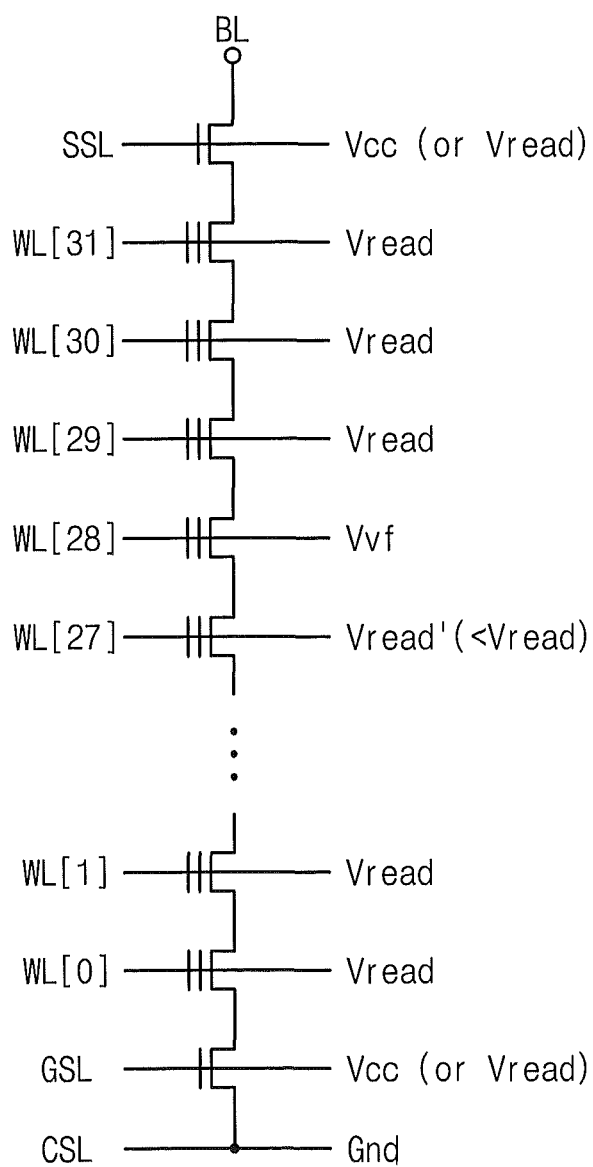 BL
SSL Vcc (or Vread)
WL[31] Vread
WL[30] Vread
WL[29] Vread
WL[28] Vvf
WL[27] Vread'(<Vread)
WL[1] Vread
WL[0] Vread
GSL Vcc (or Vread)
CSL Gnd